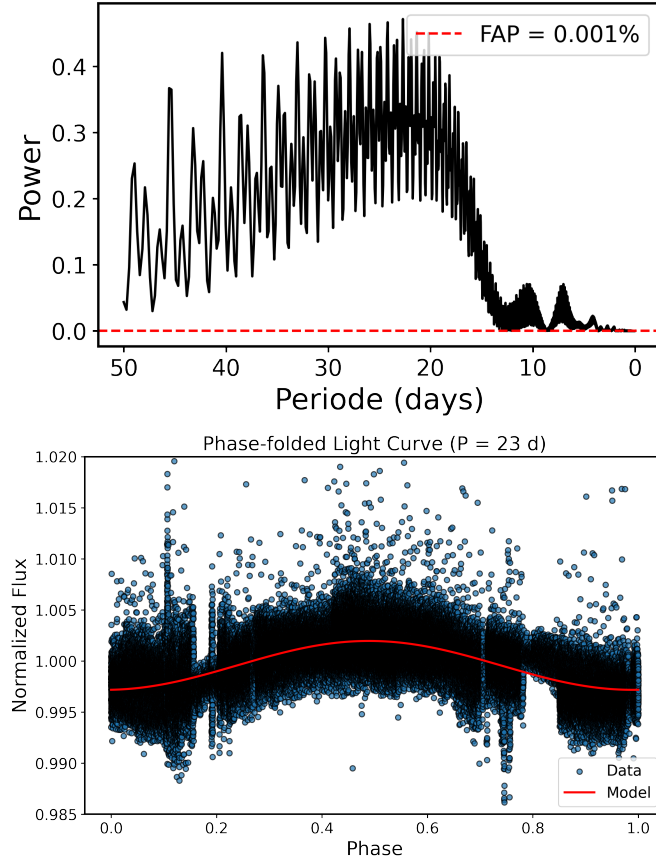 FAP = 0.001%
0.4
0.3
0.2
0.1
0.0
Power
50 40 30 20 10 0
Periode (days)
Phase-folded Light Curve (P = 23 d)
1.020
1.015
1.010
1.005
1.000
0.995
0.990
0.985
Normalized Flux
Data
Model
0.0 0.2 0.4 0.6 0.8 1.0
Phase